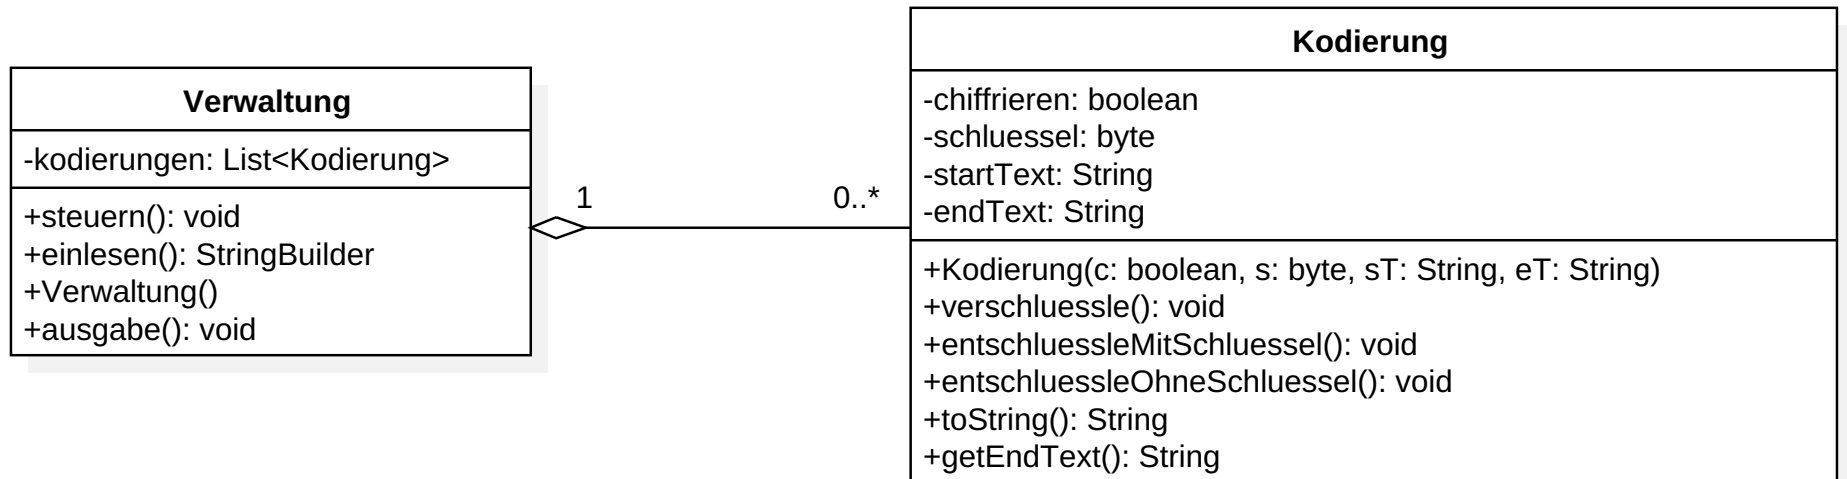 Verwaltung
-kodierungen: List<Kodierung>
+steuern(): void
+einlesen(): StringBuilder
+Verwaltung()
+ausgabe(): void
1
0..*
Kodierung
-chiffrieren: boolean
-schluessel: byte
-startText: String
-endText: String
+Kodierung(c: boolean, s: byte, sT: String, eT: String)
+verschluessle(): void
+entschluessleMitSchluessel(): void
+entschluessleOhneSchluessel(): void
+toString(): String
+getEndText(): String